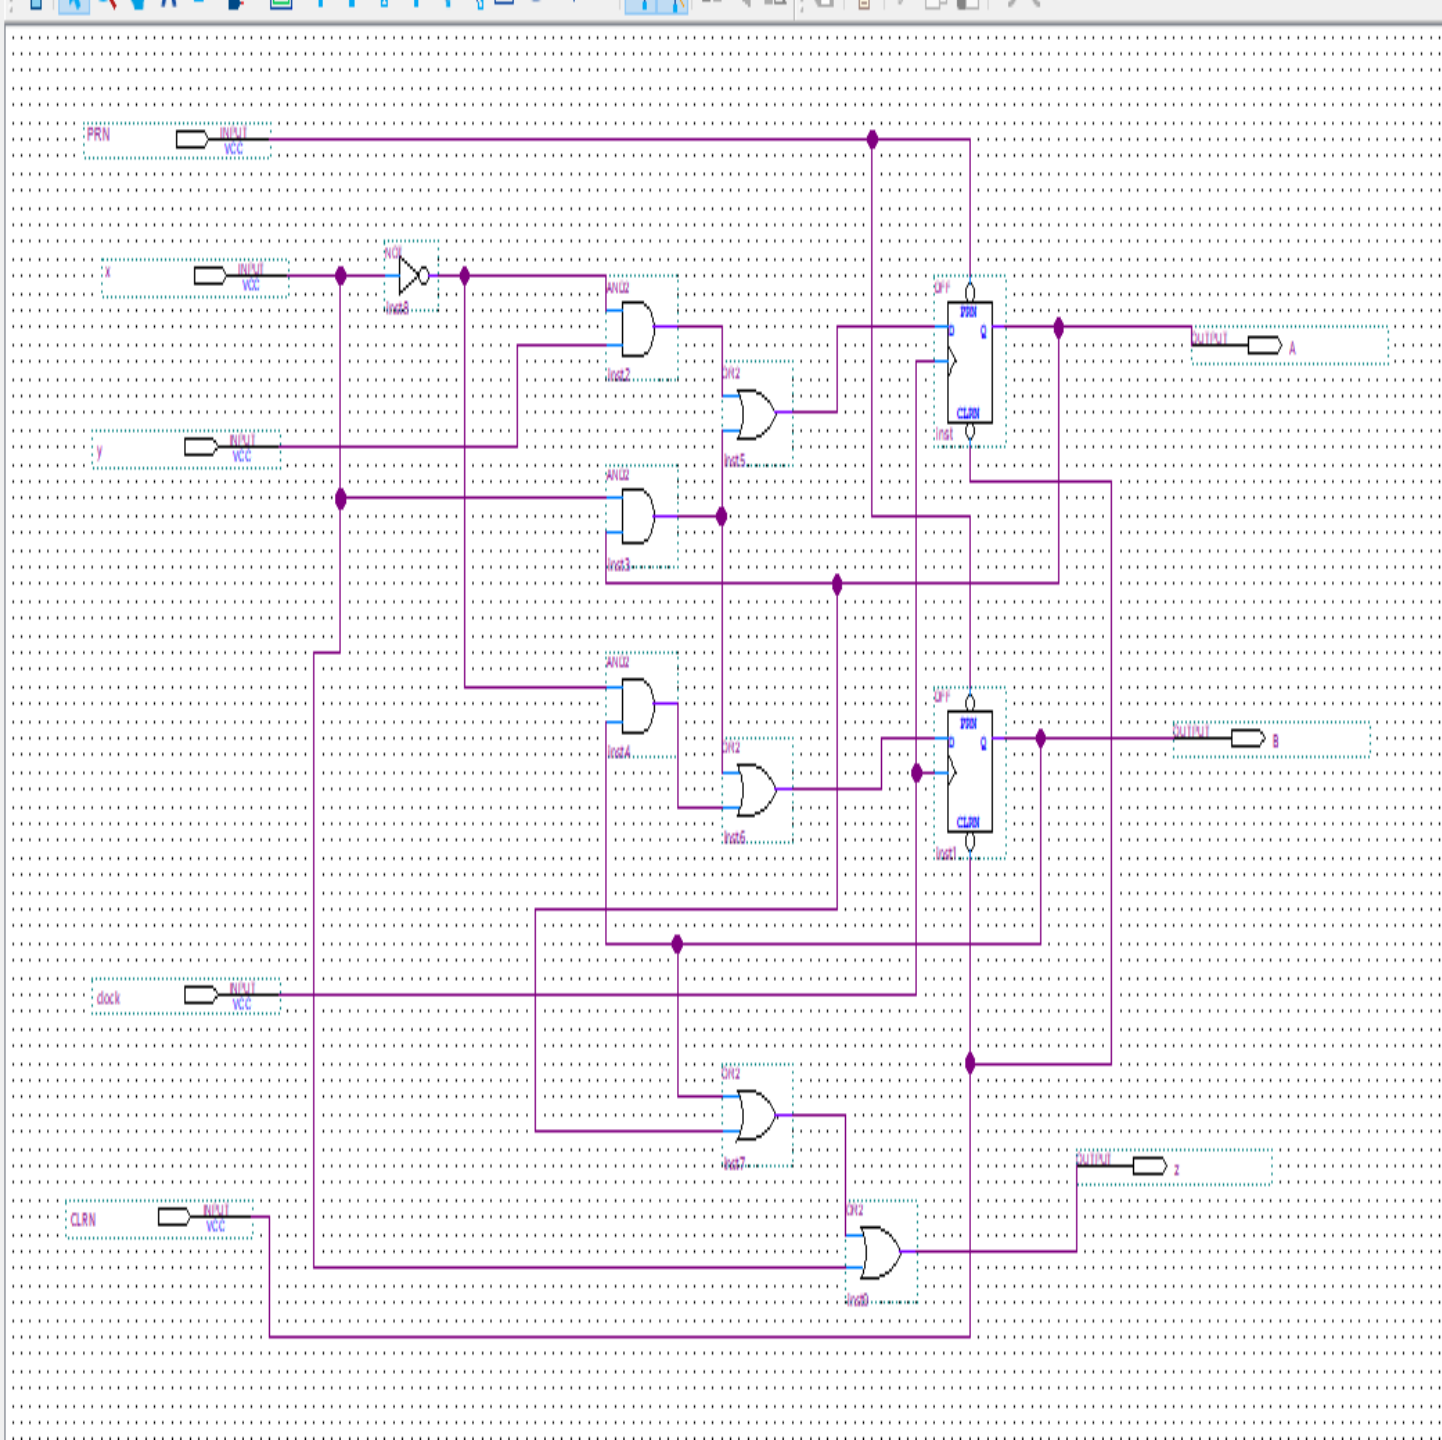 PRN
INPUT
VCC
x
INPUT
VCC
NOT
inst8
AND2
inst2
DFF
PRN
D
Q
CLRN
inst
OUTPUT
A
OR2
inst5
y
INPUT
VCC
AND2
inst3
AND2
inst4
DFF
PRN
D
Q
CLRN
inst1
OUTPUT
B
OR2
inst6
clock
INPUT
VCC
OR2
inst7
OUTPUT
z
CLRN
INPUT
VCC
OR2